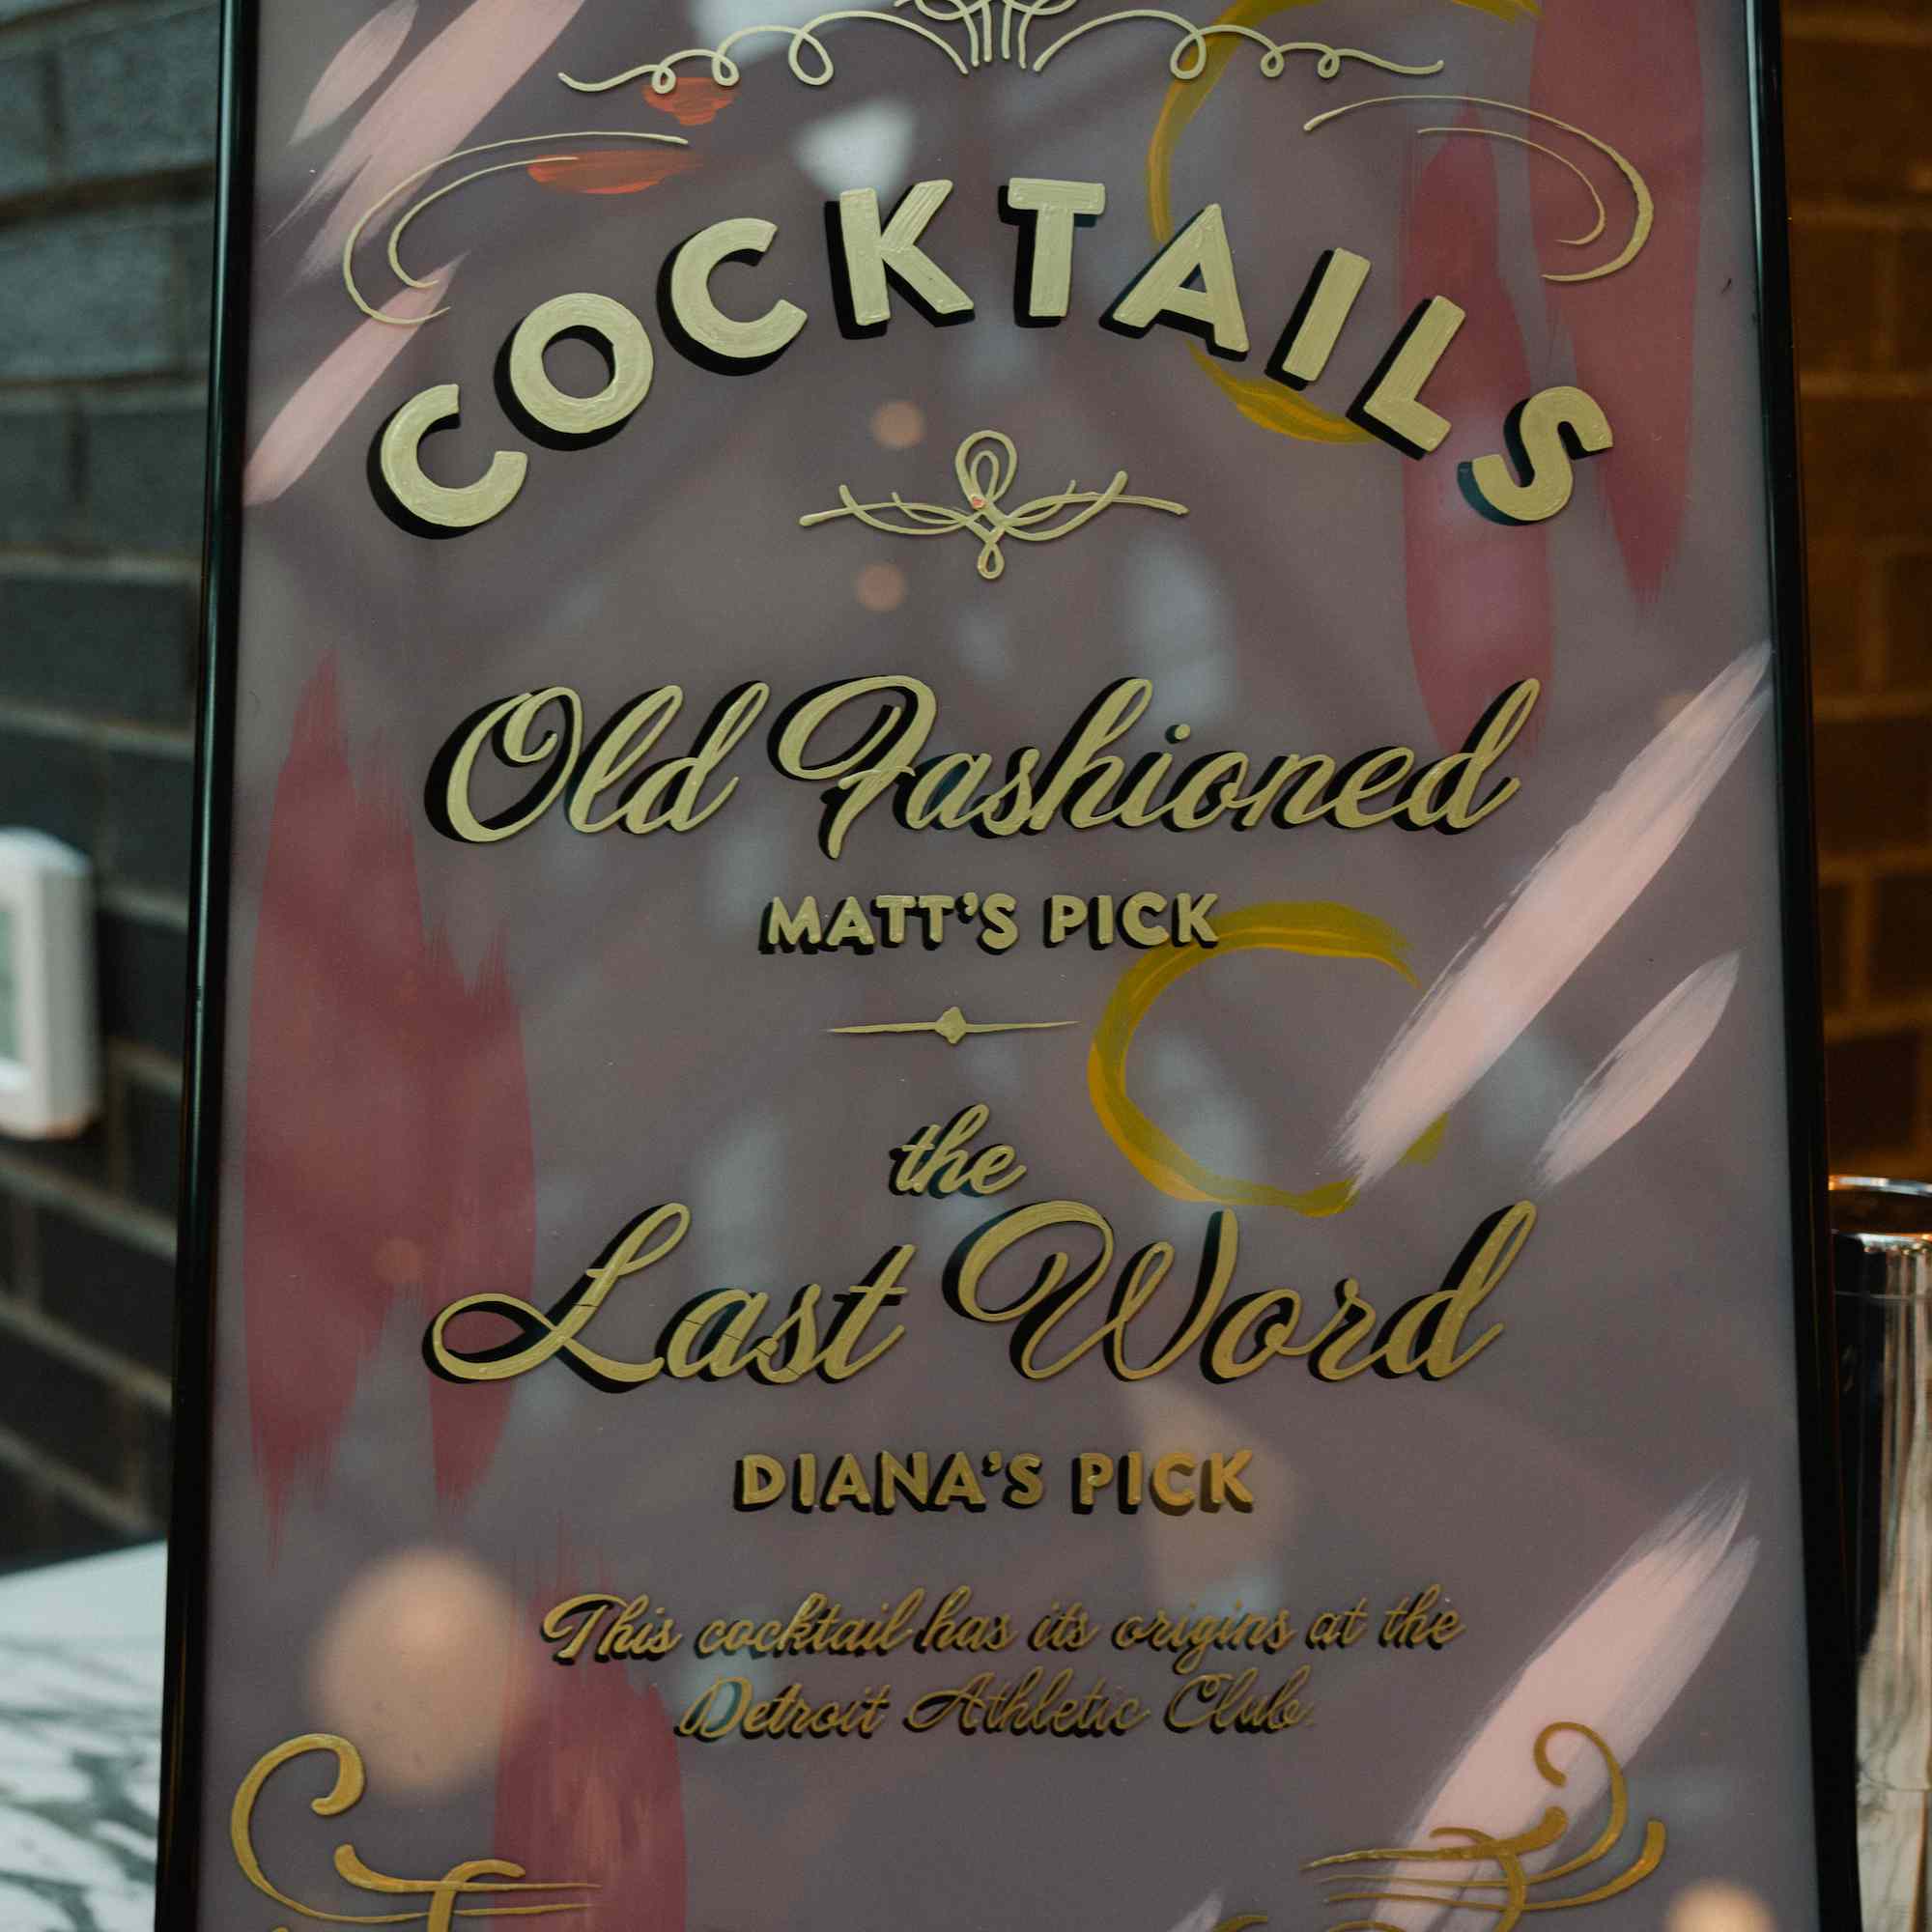 COCKTAILS
Old Fashioned
MATT'S PICK
the
Last Word
DIANA'S PICK
This cocktail has its origins at the
Detroit Athletic Club.